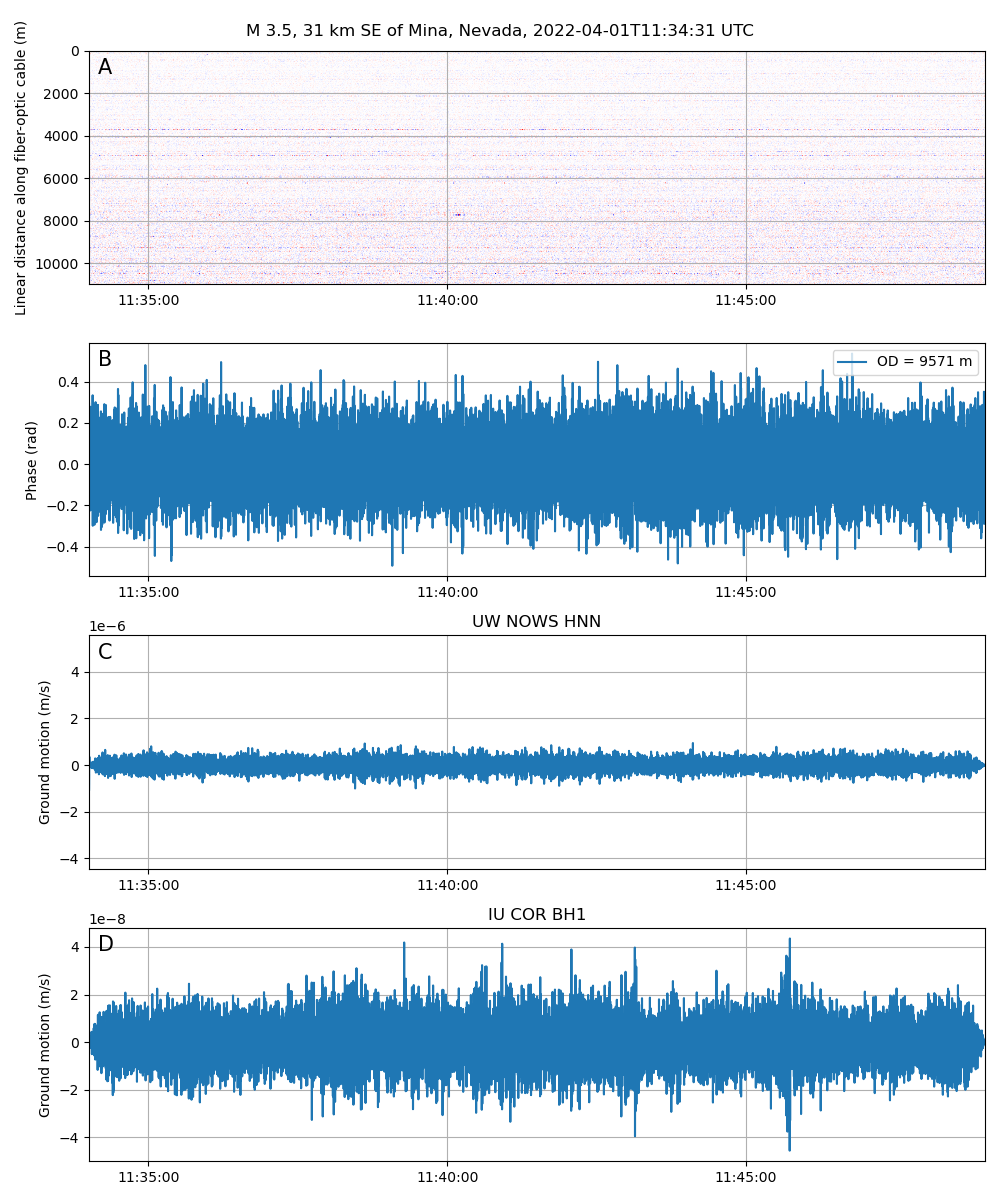 M 3.5, 31 km SE of Mina, Nevada, 2022-04-01T11:34:31 UTC
Linear distance along fiber-optic cable (m)
A
0
2000
4000
6000
8000
10000
11:35:00 11:40:00 11:45:00
Phase (rad)
B
OD = 9571 m
0.4
0.2
0.0
−0.2
−0.4
11:35:00 11:40:00 11:45:00
UW NOWS HNN
1e−6
Ground motion (m/s)
C
4
2
0
−2
−4
11:35:00 11:40:00 11:45:00
IU COR BH1
1e−8
Ground motion (m/s)
D
4
2
0
−2
−4
11:35:00 11:40:00 11:45:00